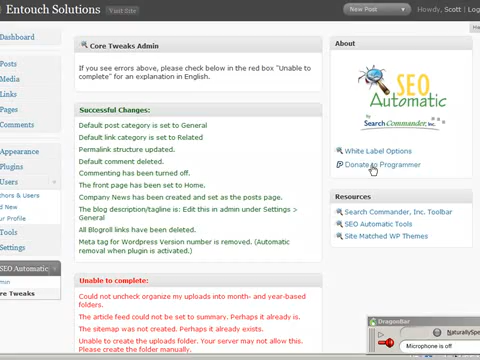 Entouch Solutions
Visit Site
New Post
Howdy, Scott | Log
Dashboard
Posts
Media
Links
Pages
Comments
Appearance
Plugins
Users
thors & Users
d New
ur Profile
Tools
Settings
SEO Automatic
re Tweaks
Core Tweaks Admin
If you see errors above, please check below in the red box "Unable to
complete" for an explanation in English.
Successful Changes:
Default post category is set to General
Default link category is set to Related
Permalink structure updated.
Default comment deleted.
Commenting has been turned off.
The front page has been set to Home.
Company News has been created and set as the posts page.
The blog description/tagline is: Edit this in admin under Settings >
General
All Blogroll links have been deleted.
Meta tag for Wordpress Version number is removed. (Automatic
removal when plugin is activated.)
Unable to complete:
Could not uncheck organize my uploads into month- and year-based
folders.
The article feed could not be set to summary. Perhaps it already is.
The sitemap was not created. Perhaps it already exists.
Unable to create the uploads folder. Your server may not allow this.
Please create the folder manually.
About
SEO
Automatic
by Search Commander, Inc.
White Label Options
Donate to Programmer
Resources
Search Commander, Inc. Toolbar
SEO Automatic Tools
Site Matched WP Themes
DragonBar
NaturallySpe
Microphone is off